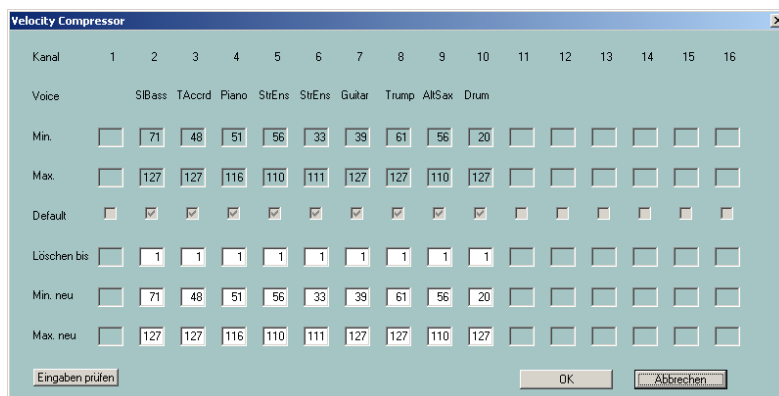 Velocity Compressor
Kanal 1 2 3 4 5 6 7 8 9 10 11 12 13 14 15 16
Voice SlBass TAccrd Piano StrEns StrEns Guitar Trump AltSax Drum
Min. 71 48 51 56 33 39 61 56 20
Max. 127 127 116 110 111 127 127 110 127
Default
Löschen bis 1 1 1 1 1 1 1 1 1
Min. neu 71 48 51 56 33 39 61 56 20
Max. neu 127 127 116 110 111 127 127 110 127
Eingaben prüfen OK Abbrechen